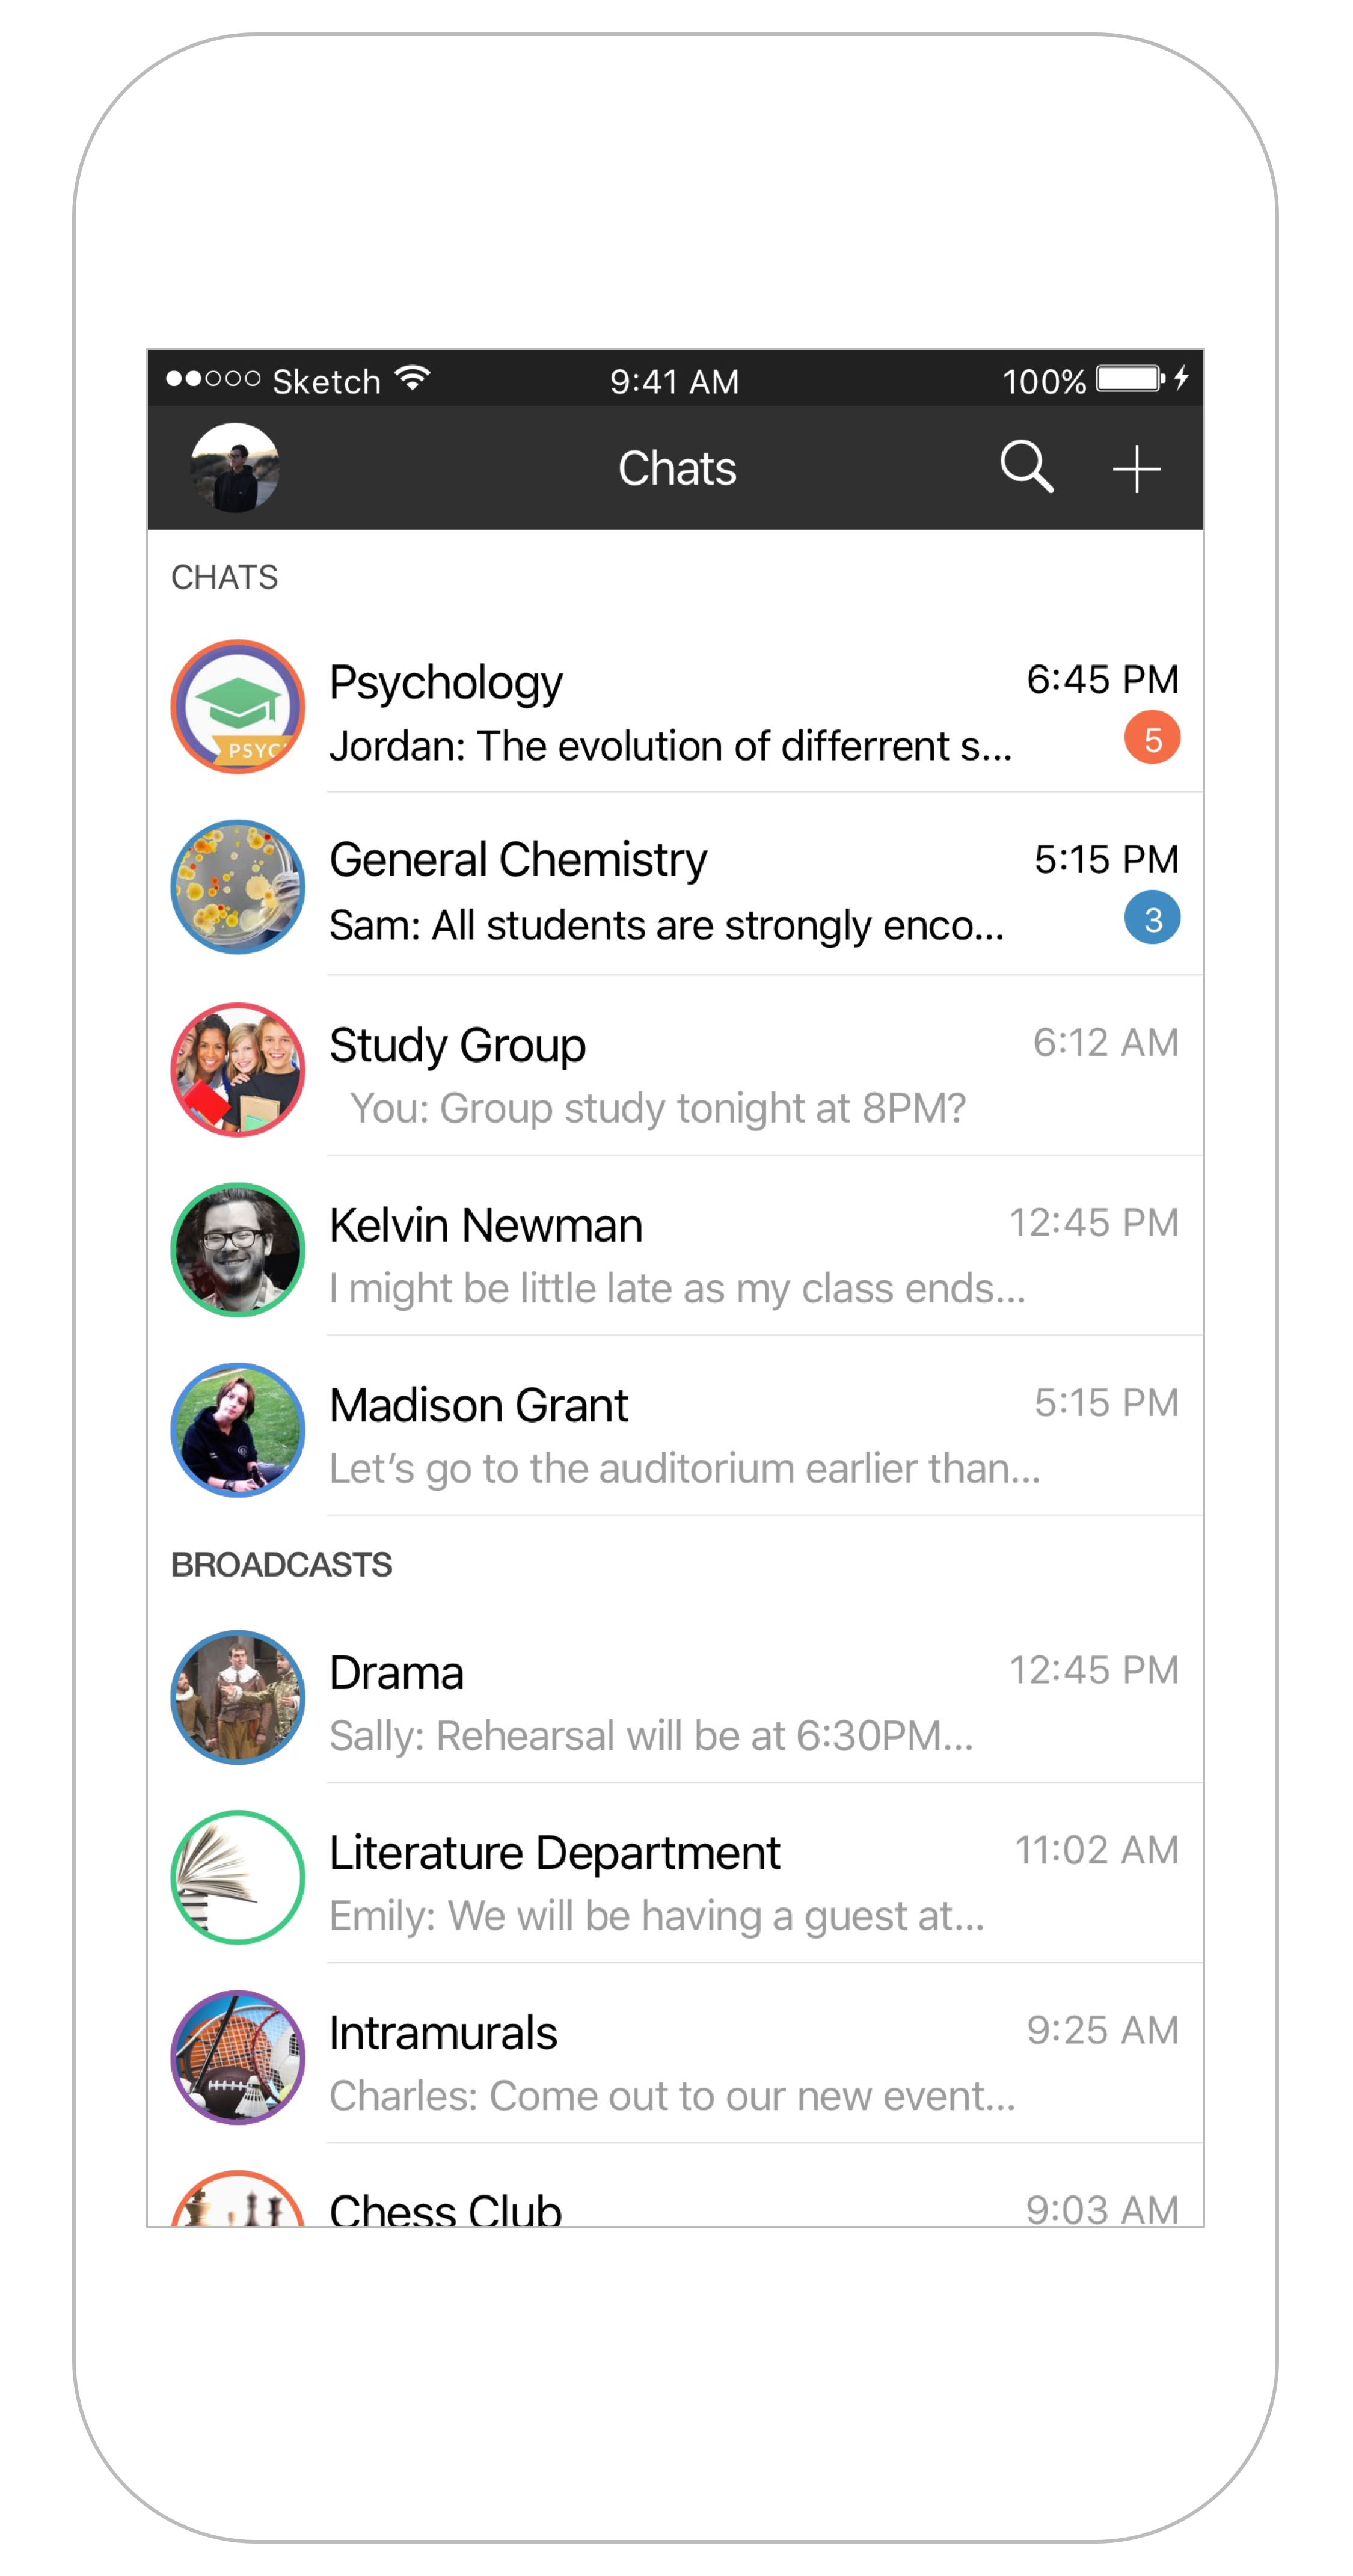 Sketch 9:41 AM 100%
Chats
CHATS
Psychology 6:45 PM
PSYC
Jordan: The evolution of differrent s... 5
General Chemistry 5:15 PM
Sam: All students are strongly enco... 3
Study Group 6:12 AM
You: Group study tonight at 8PM?
Kelvin Newman 12:45 PM
I might be little late as my class ends...
Madison Grant 5:15 PM
Let's go to the auditorium earlier than...
BROADCASTS
Drama 12:45 PM
Sally: Rehearsal will be at 6:30PM...
Literature Department 11:02 AM
Emily: We will be having a guest at...
Intramurals 9:25 AM
Charles: Come out to our new event...
Chess Club 9:03 AM